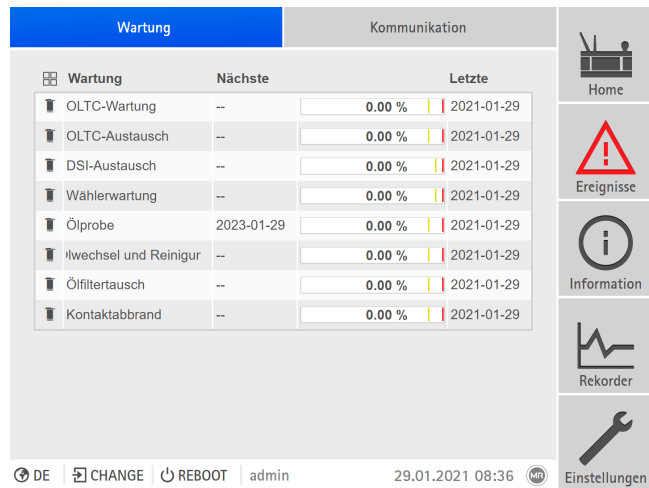 Wartung Kommunikation
Wartung Nächste Letzte
OLTC-Wartung -- 0.00 % 2021-01-29
OLTC-Austausch -- 0.00 % 2021-01-29
DSI-Austausch -- 0.00 % 2021-01-29
Wählerwartung -- 0.00 % 2021-01-29
Ölprobe 2023-01-29 0.00 % 2021-01-29
lwechsel und Reinigur -- 0.00 % 2021-01-29
Ölfiltertausch -- 0.00 % 2021-01-29
Kontaktabbrand -- 0.00 % 2021-01-29
Home
Ereignisse
Information
Rekorder
Einstellungen
DE CHANGE REBOOT admin 29.01.2021 08:36 MR